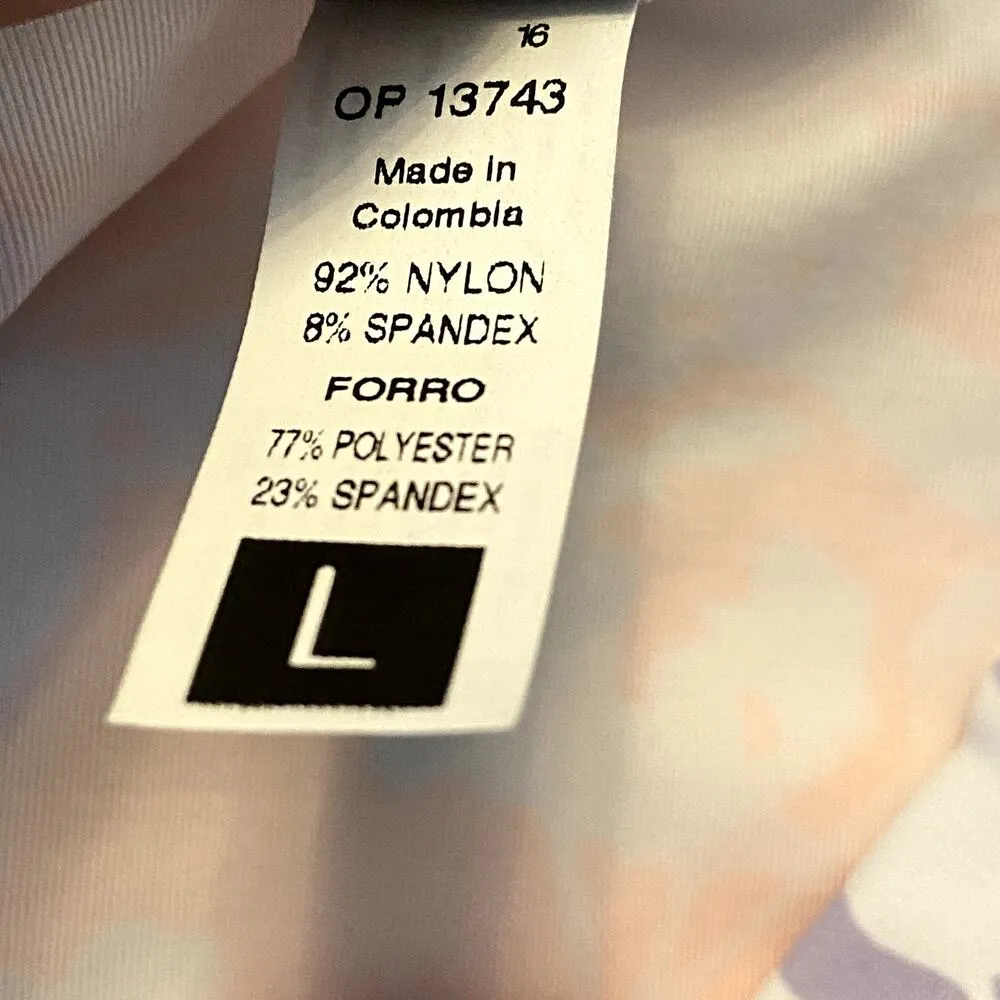 16
OP 13743
Made in
Colombia
92% NYLON
8% SPANDEX
FORRO
77% POLYESTER
23% SPANDEX
L